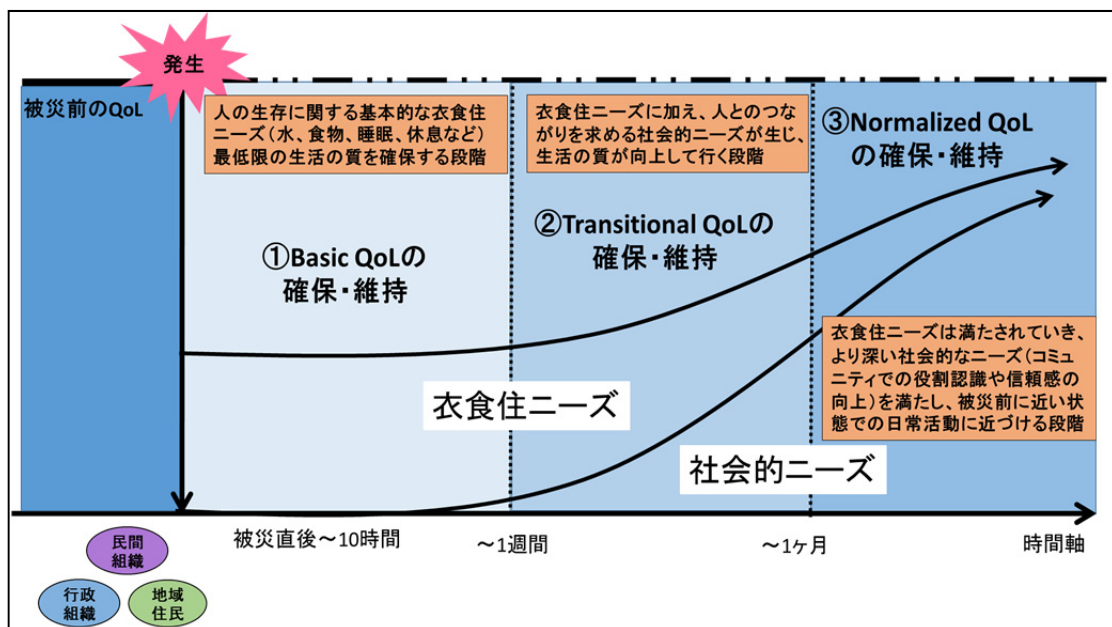 発生
被災前のQoL
人の生存に関する基本的な衣食住
ニーズ(水、食物、睡眠、休息など)
最低限の生活の質を確保する段階
衣食住ニーズに加え、人とのつな
がりを求める社会的ニーズが生じ、
生活の質が向上して行く段階
③Normalized QoL
の確保・維持
①Basic QoLの
確保・維持
②Transitional QoLの
確保・維持
衣食住ニーズは満たされていき、
より深い社会的なニーズ(コミュ
ニティでの役割認識や信頼感の
向上)を満たし、被災前に近い状
態での日常活動に近づける段階
衣食住ニーズ
社会的ニーズ
被災直後～10時間
～1週間
～1ヶ月
時間軸
民間
組織
行政
組織
地域
住民